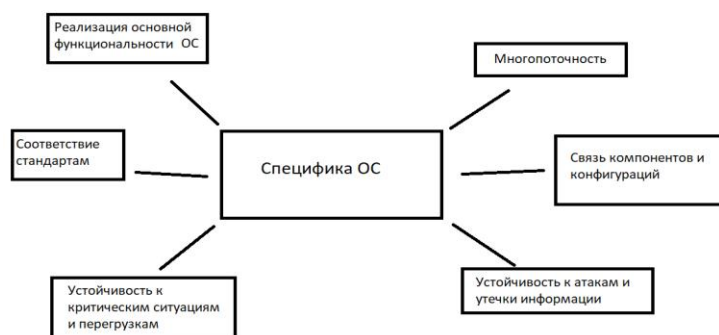 Реализация основной
функциональности ОС
Многопоточность
Соответствие
стандартам
Специфика ОС
Связь компонентов и
конфигураций
Устойчивость к
критическим ситуациям
и перегрузкам
Устойчивость к атакам и
утечки информации